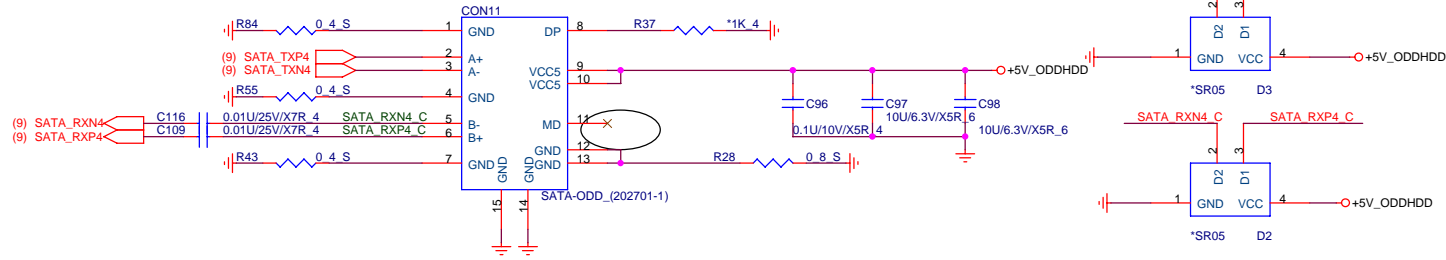 CON11
R84 0_4_S 1 GND DP 8 R37 *1K_4
(9) SATA_TXP4 2 A+
(9) SATA_TXN4 3 A-
VCC5 9 +5V_ODDHDD
VCC5 10
R55 0_4_S 4 GND
C96 C97 C98
10U/6.3V/X5R_6
0.1U/10V/X5R_4 10U/6.3V/X5R_6
(9) SATA_RXN4 C116 0.01U/25V/X7R_4 SATA_RXN4_C 5 B- MD 11
(9) SATA_RXP4 C109 0.01U/25V/X7R_4 SATA_RXP4_C 6 B+
GND 12
R43 0_4_S 7 GND GND GND GND 13 R28 0_8_S
SATA-ODD_(202701-1)
15 14
2 3
D2 D1
1 GND VCC 4 +5V_ODDHDD
*SR05 D3
SATA_RXN4_C SATA_RXP4_C
2 3
D2 D1
1 GND VCC 4 +5V_ODDHDD
*SR05 D2